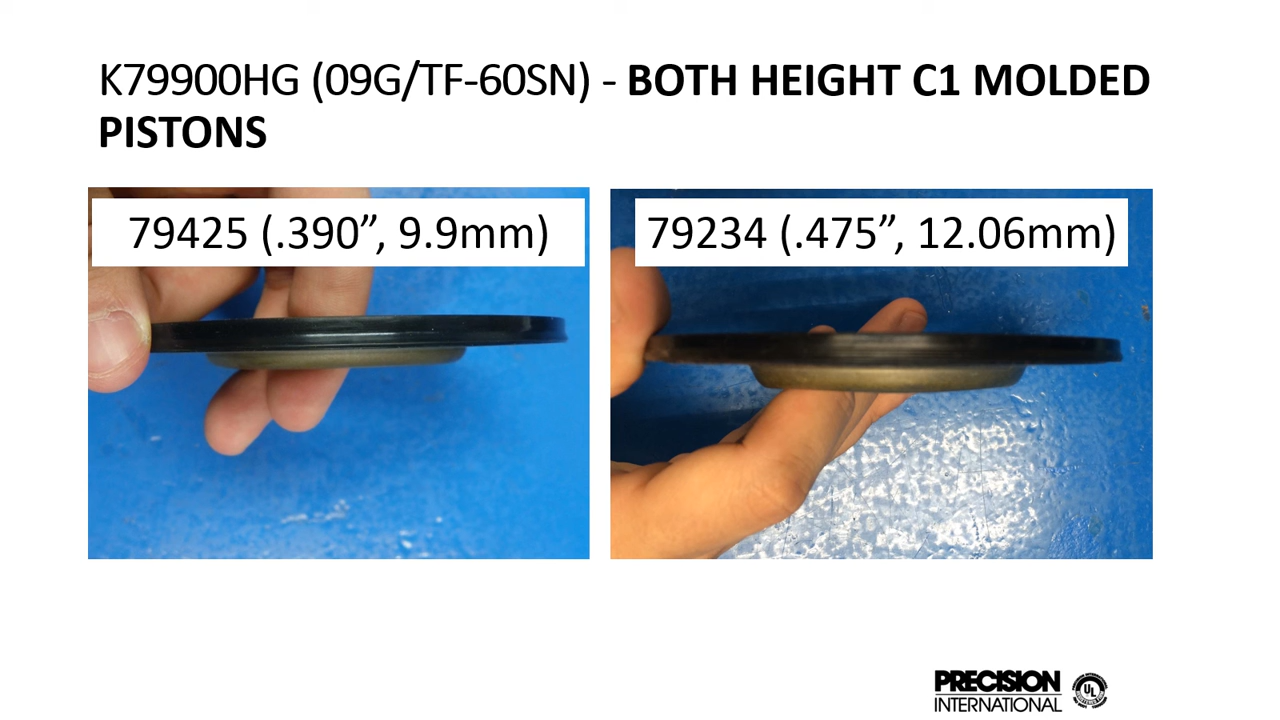 K79900HG (09G/TF-60SN) - BOTH HEIGHT C1 MOLDED
PISTONS
79425 (.390”, 9.9mm)
79234 (.475”, 12.06mm)
PRECISION
INTERNATIONAL
UL